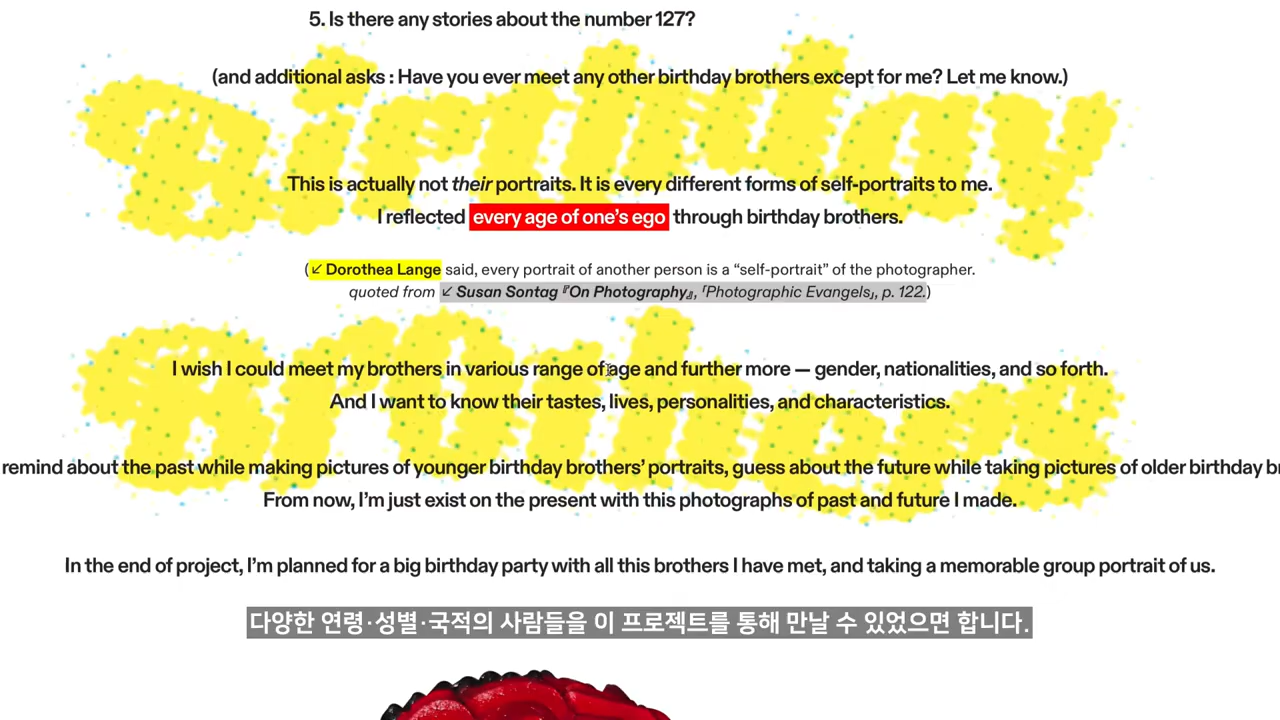 5. Is there any stories about the number 127?
(and additional asks : Have you ever meet any other birthday brothers except for me? Let me know.)
Birthday
This is actually not their portraits. It is every different forms of self-portraits to me.
I reflected every age of one's ego through birthday brothers.
(↙ Dorothea Lange said, every portrait of another person is a “self-portrait” of the photographer.
quoted from ↙ Susan Sontag 『On Photography』, 「Photographic Evangels」, p. 122.)
Brothers
I wish I could meet my brothers in various range of age and further more — gender, nationalities, and so forth.
And I want to know their tastes, lives, personalities, and characteristics.
remind about the past while making pictures of younger birthday brothers’ portraits, guess about the future while taking pictures of older birthday
From now, I’m just exist on the present with this photographs of past and future I made.
In the end of project, I’m planned for a big birthday party with all this brothers I have met, and taking a memorable group portrait of us.
다양한 연령·성별·국적의 사람들을 이 프로젝트를 통해 만날 수 있었으면 합니다.